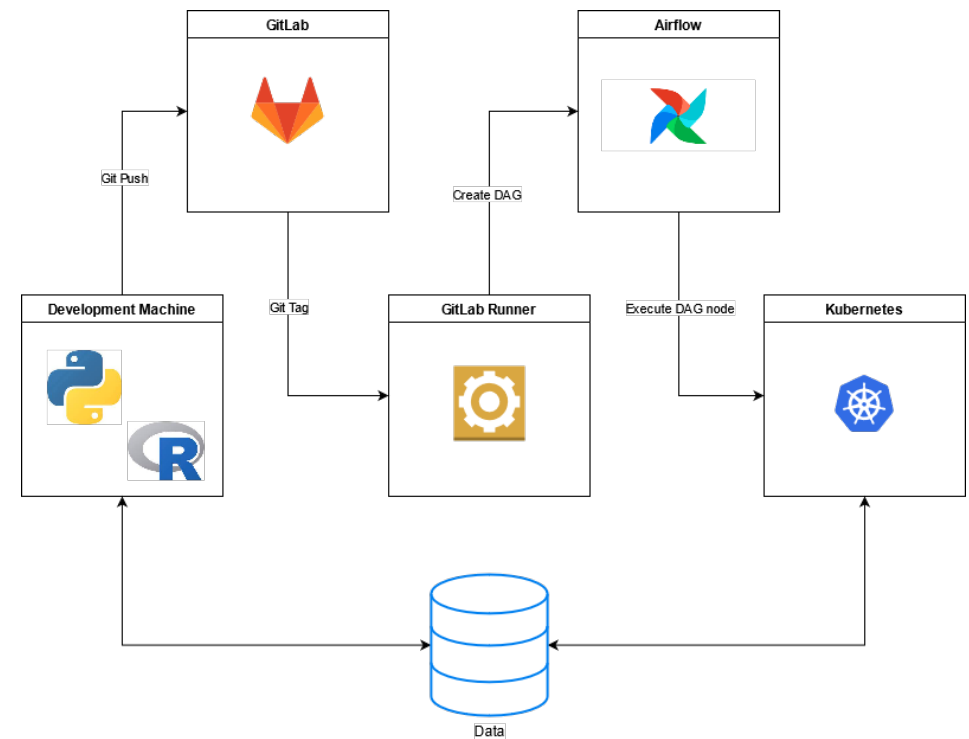 GitLab
Airflow
Git Push
Create DAG
Development Machine
Git Tag
GitLab Runner
Execute DAG node
Kubernetes
R
Data